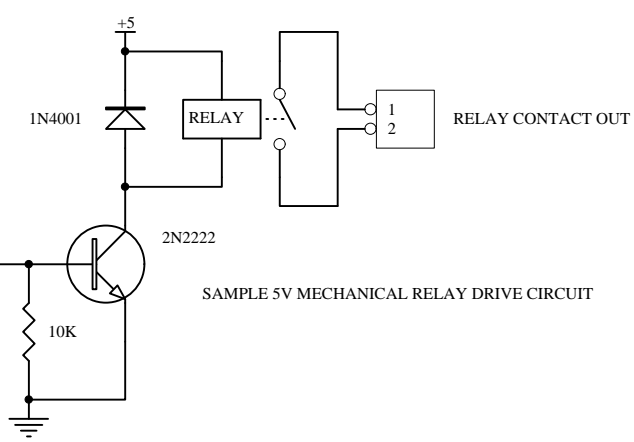 +5
1N4001
RELAY
1
2
RELAY CONTACT OUT
2N2222
SAMPLE 5V MECHANICAL RELAY DRIVE CIRCUIT
10K